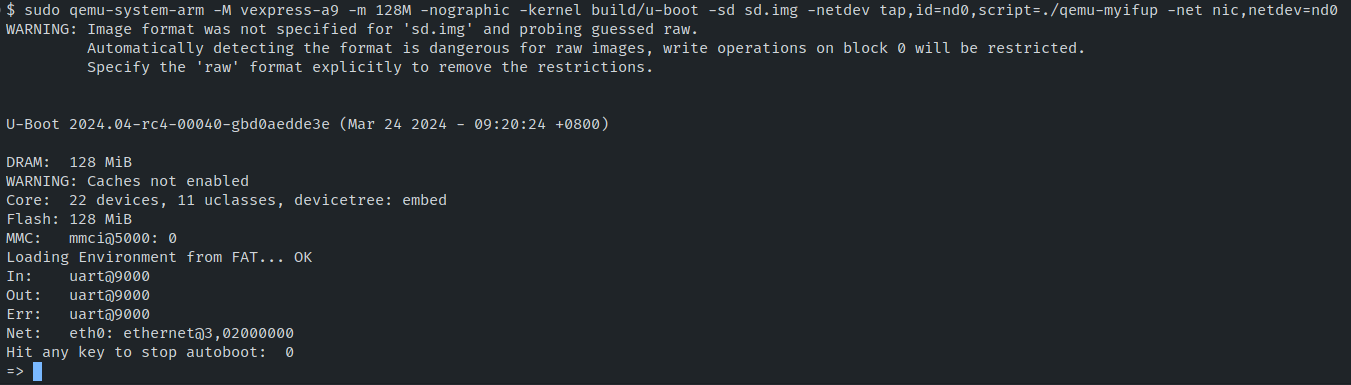 $ sudo qemu-system-arm -M vexpress-a9 -m 128M -nographic -kernel build/u-boot -sd sd.img -netdev tap,id=nd0,script=./qemu-myifup -net nic,netdev=nd0
WARNING: Image format was not specified for 'sd.img' and probing guessed raw.
         Automatically detecting the format is dangerous for raw images, write operations on block 0 will be restricted.
         Specify the 'raw' format explicitly to remove the restrictions.
U-Boot 2024.04-rc4-00040-gbd0aedde3e (Mar 24 2024 - 09:20:24 +0800)
DRAM:  128 MiB
WARNING: Caches not enabled
Core:  22 devices, 11 uclasses, devicetree: embed
Flash: 128 MiB
MMC:   mmci@5000: 0
Loading Environment from FAT... OK
In:    uart@9000
Out:   uart@9000
Err:   uart@9000
Net:   eth0: ethernet@3,02000000
Hit any key to stop autoboot:  0
=>